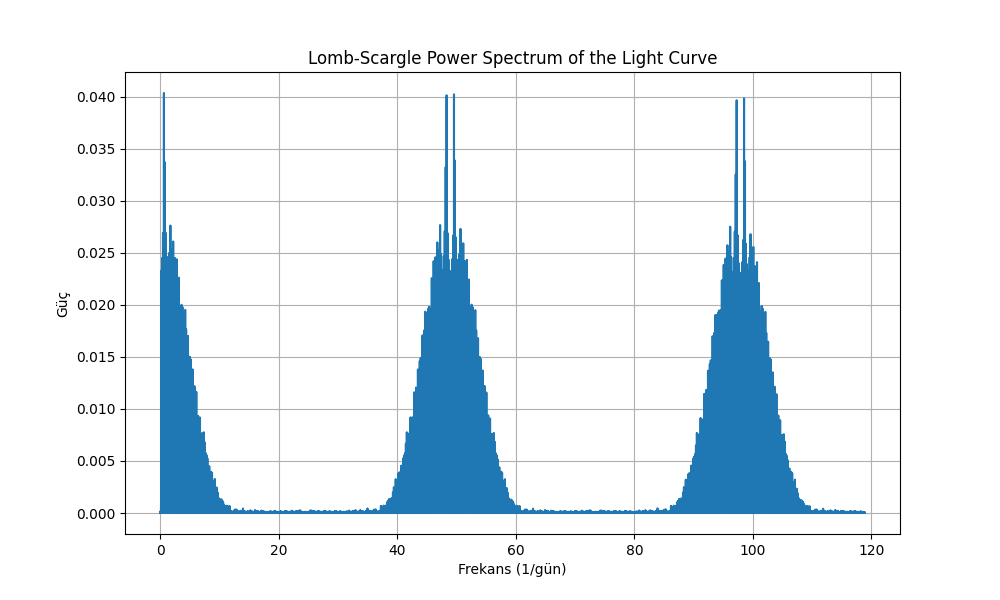 Lomb-Scargle Power Spectrum of the Light Curve
0.040
0.035
0.030
0.025
0.020
0.015
0.010
0.005
0.000
Güç
0 20 40 60 80 100 120
Frekans (1/gün)